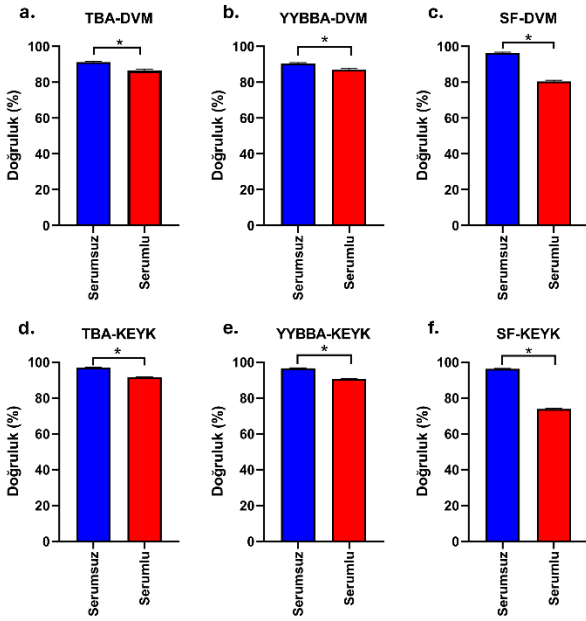 a.
TBA-DVM
Doğruluk (%)
100
80
60
40
20
0
*
Serumsuz
Serumlu
b.
YYBBA-DVM
Doğruluk (%)
100
80
60
40
20
0
*
Serumsuz
Serumlu
c.
SF-DVM
Doğruluk (%)
100
80
60
40
20
0
*
Serumsuz
Serumlu
d.
TBA-KEYK
Doğruluk (%)
100
80
60
40
20
0
*
Serumsuz
Serumlu
e.
YYBBA-KEYK
Doğruluk (%)
100
80
60
40
20
0
*
Serumsuz
Serumlu
f.
SF-KEYK
Doğruluk (%)
100
80
60
40
20
0
*
Serumsuz
Serumlu